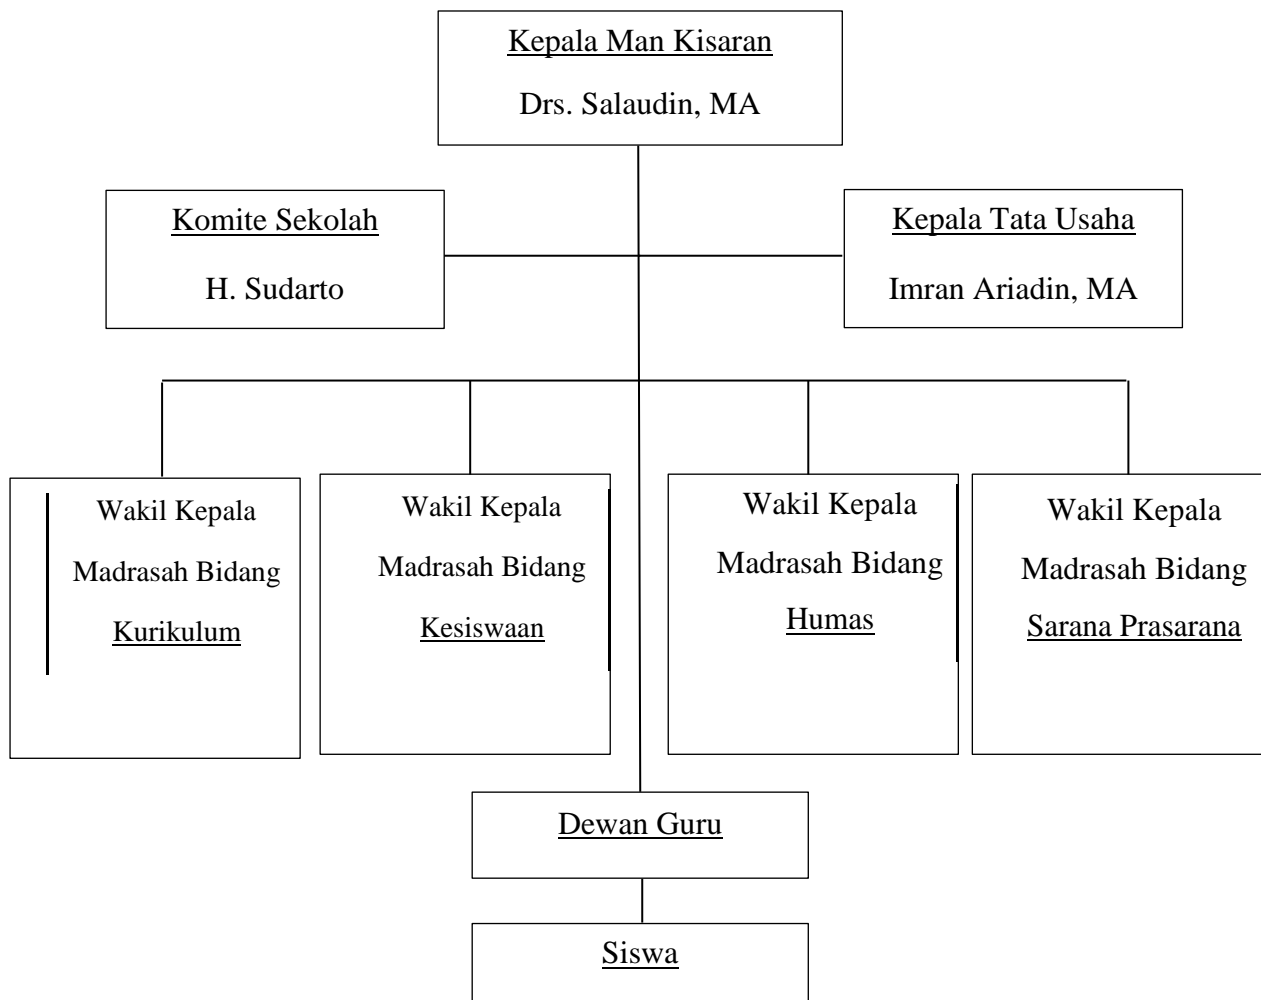 Kepala Man Kisaran
Drs. Salaudin, MA
Komite Sekolah
H. Sudarto
Kepala Tata Usaha
Imran Ariadin, MA
Wakil Kepala
Madrasah Bidang
Kurikulum
Wakil Kepala
Madrasah Bidang
Kesiswaan
Wakil Kepala
Madrasah Bidang
Humas
Wakil Kepala
Madrasah Bidang
Sarana Prasarana
Dewan Guru
Siswa